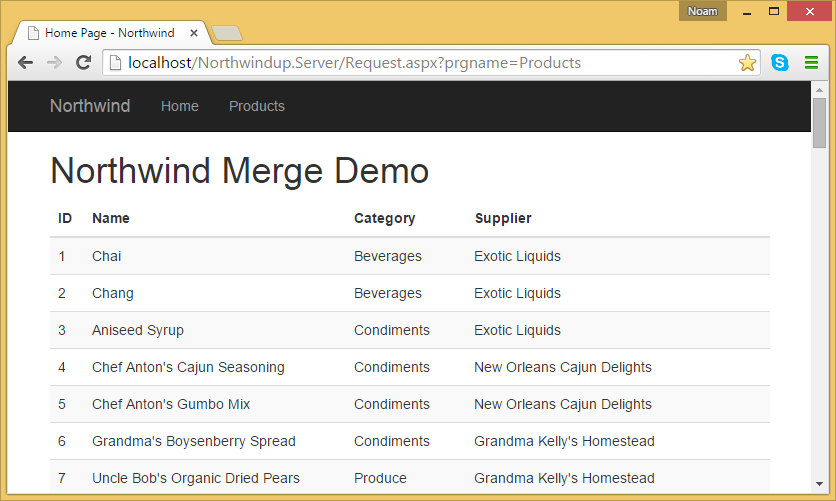 Noam
Home Page - Northwind
localhost/Northwindup.Server/Request.aspx?prgname=Products
Northwind Home Products
Northwind Merge Demo
ID Name Category Supplier
1 Chai Beverages Exotic Liquids
2 Chang Beverages Exotic Liquids
3 Aniseed Syrup Condiments Exotic Liquids
4 Chef Anton's Cajun Seasoning Condiments New Orleans Cajun Delights
5 Chef Anton's Gumbo Mix Condiments New Orleans Cajun Delights
6 Grandma's Boysenberry Spread Condiments Grandma Kelly's Homestead
7 Uncle Bob's Organic Dried Pears Produce Grandma Kelly's Homestead